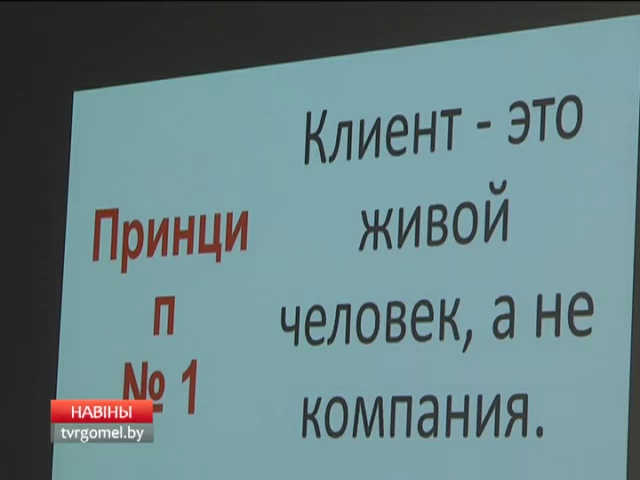 Принци
п
№ 1
Клиент - это
живой
человек, а не
компания.
НАВІНЫ
tvrgomel.by